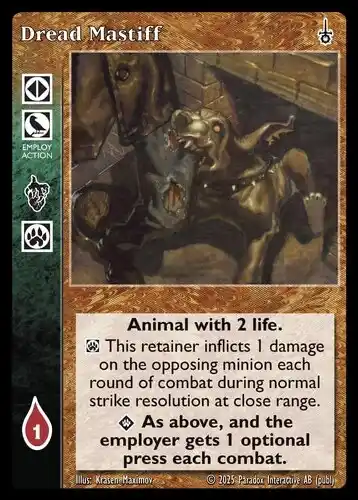 Dread Mastiff
EMPLOY
ACTION
Animal with 2 life.
This retainer inflicts 1 damage
on the opposing minion each
round of combat during normal
strike resolution at close range.
As above, and the
employer gets 1 optional
press each combat.
1
Illus: Krasen Maximov
© 2025 Paradox Interactive AB (publ)